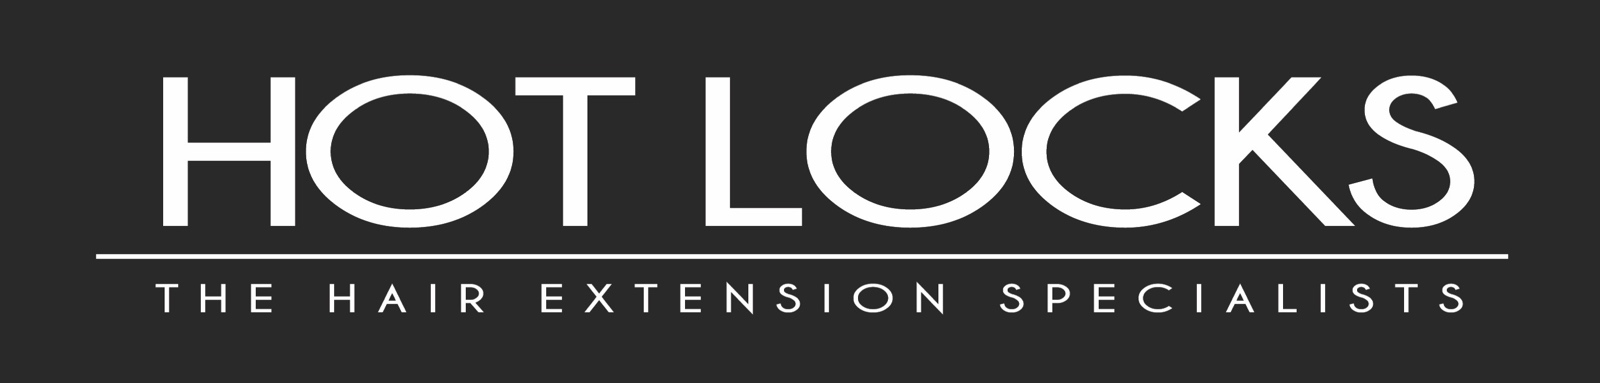 HOT LOCKS
THE HAIR EXTENSION SPECIALISTS